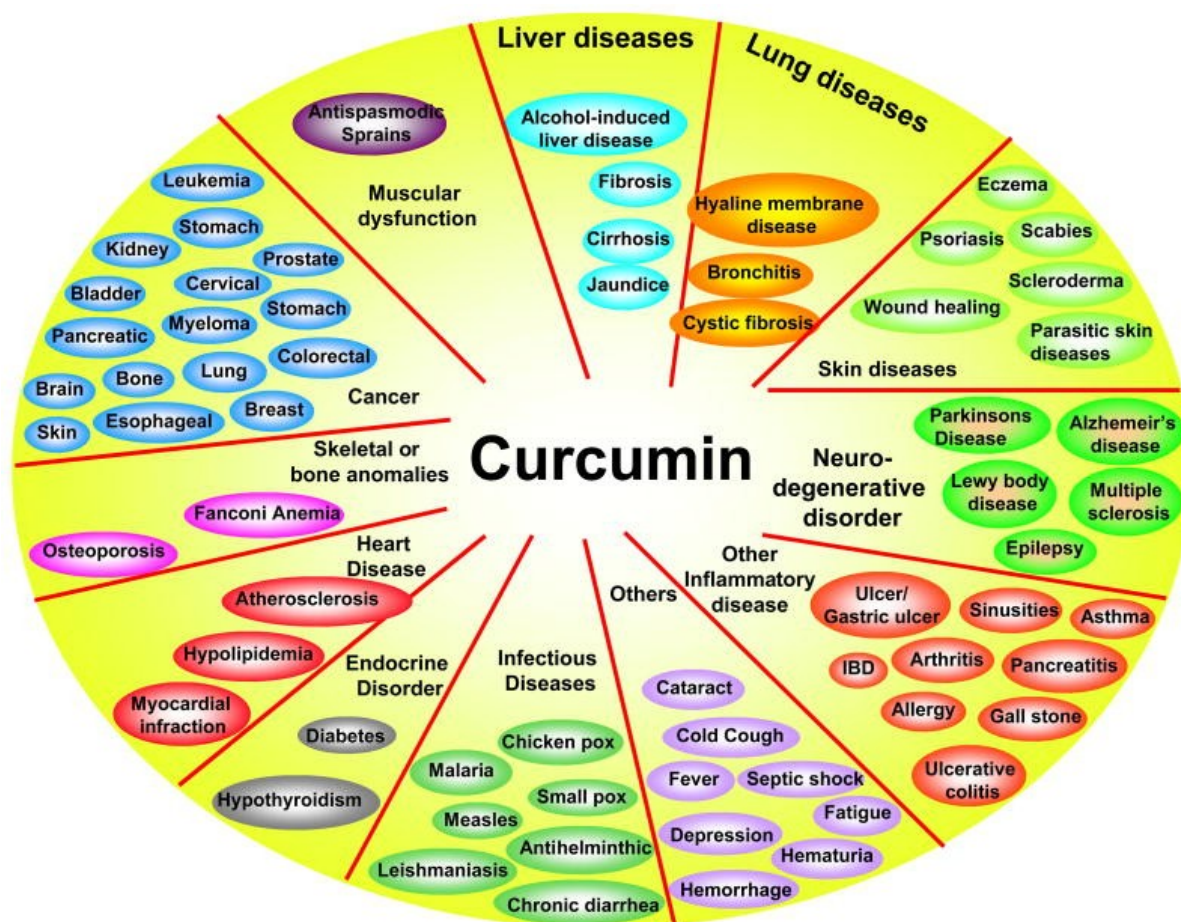 Liver diseases
Alcohol-induced
liver disease
Fibrosis
Cirrhosis
Jaundice
Lung diseases
Hyaline membrane
disease
Bronchitis
Cystic fibrosis
Eczema
Psoriasis
Scabies
Scleroderma
Wound healing
Parasitic skin
diseases
Skin diseases
Parkinsons
Disease
Alzhemeir's
disease
Lewy body
disease
Multiple
sclerosis
Epilepsy
Neuro-
degenerative
disorder
Other
Inflammatory
disease
Ulcer/
Gastric ulcer
Sinusities
Asthma
IBD
Arthritis
Pancreatitis
Allergy
Gall stone
Ulcerative
colitis
Others
Cataract
Cold Cough
Fever
Septic shock
Fatigue
Depression
Hematuria
Hemorrhage
Infectious
Diseases
Chicken pox
Malaria
Small pox
Measles
Antihelminthic
Leishmaniasis
Chronic diarrhea
Endocrine
Disorder
Diabetes
Hypothyroidism
Heart
Disease
Atherosclerosis
Hypolipidemia
Myocardial
infraction
Skeletal or
bone anomalies
Fanconi Anemia
Osteoporosis
Cancer
Leukemia
Stomach
Kidney
Prostate
Bladder
Cervical
Stomach
Pancreatic
Myeloma
Colorectal
Brain
Bone
Lung
Skin
Esophageal
Breast
Antispasmodic
Sprains
Muscular
dysfunction
Curcumin